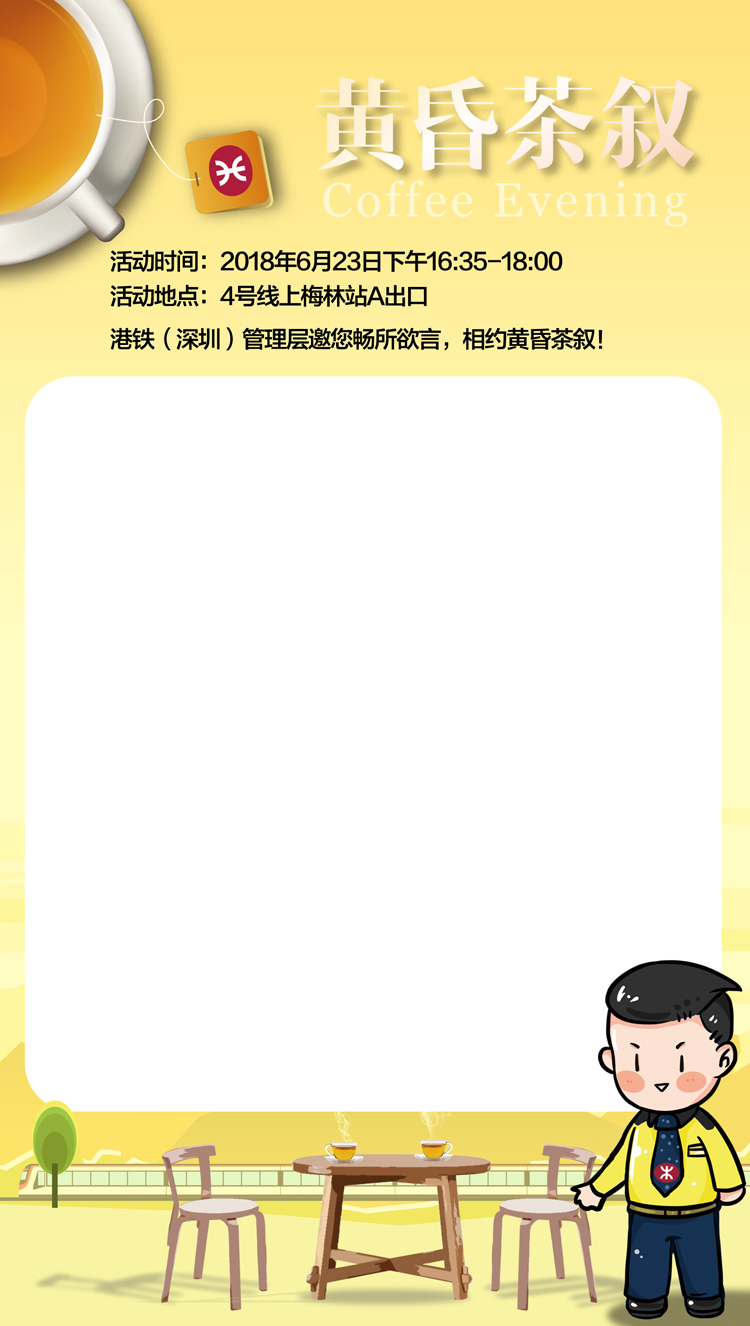 黄昏茶叙
Coffee Evening
活动时间：2018年6月23日下午16:35-18:00
活动地点：4号线上梅林站A出口
港铁（深圳）管理层邀您畅所欲言，相约黄昏茶叙！